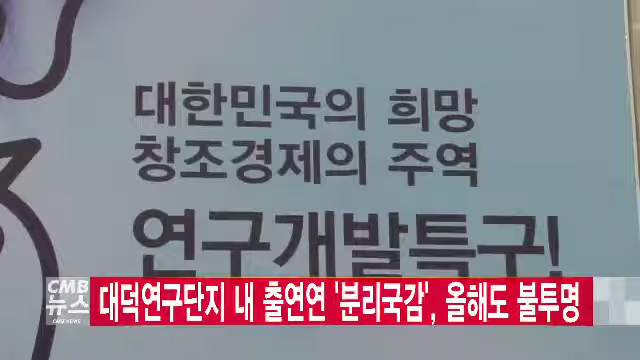 대한민국의 희망
창조경제의 주역
연구개발특구!
CMB
뉴스
CMB NEWS
대덕연구단지 내 출연연 '분리국감', 올해도 불투명